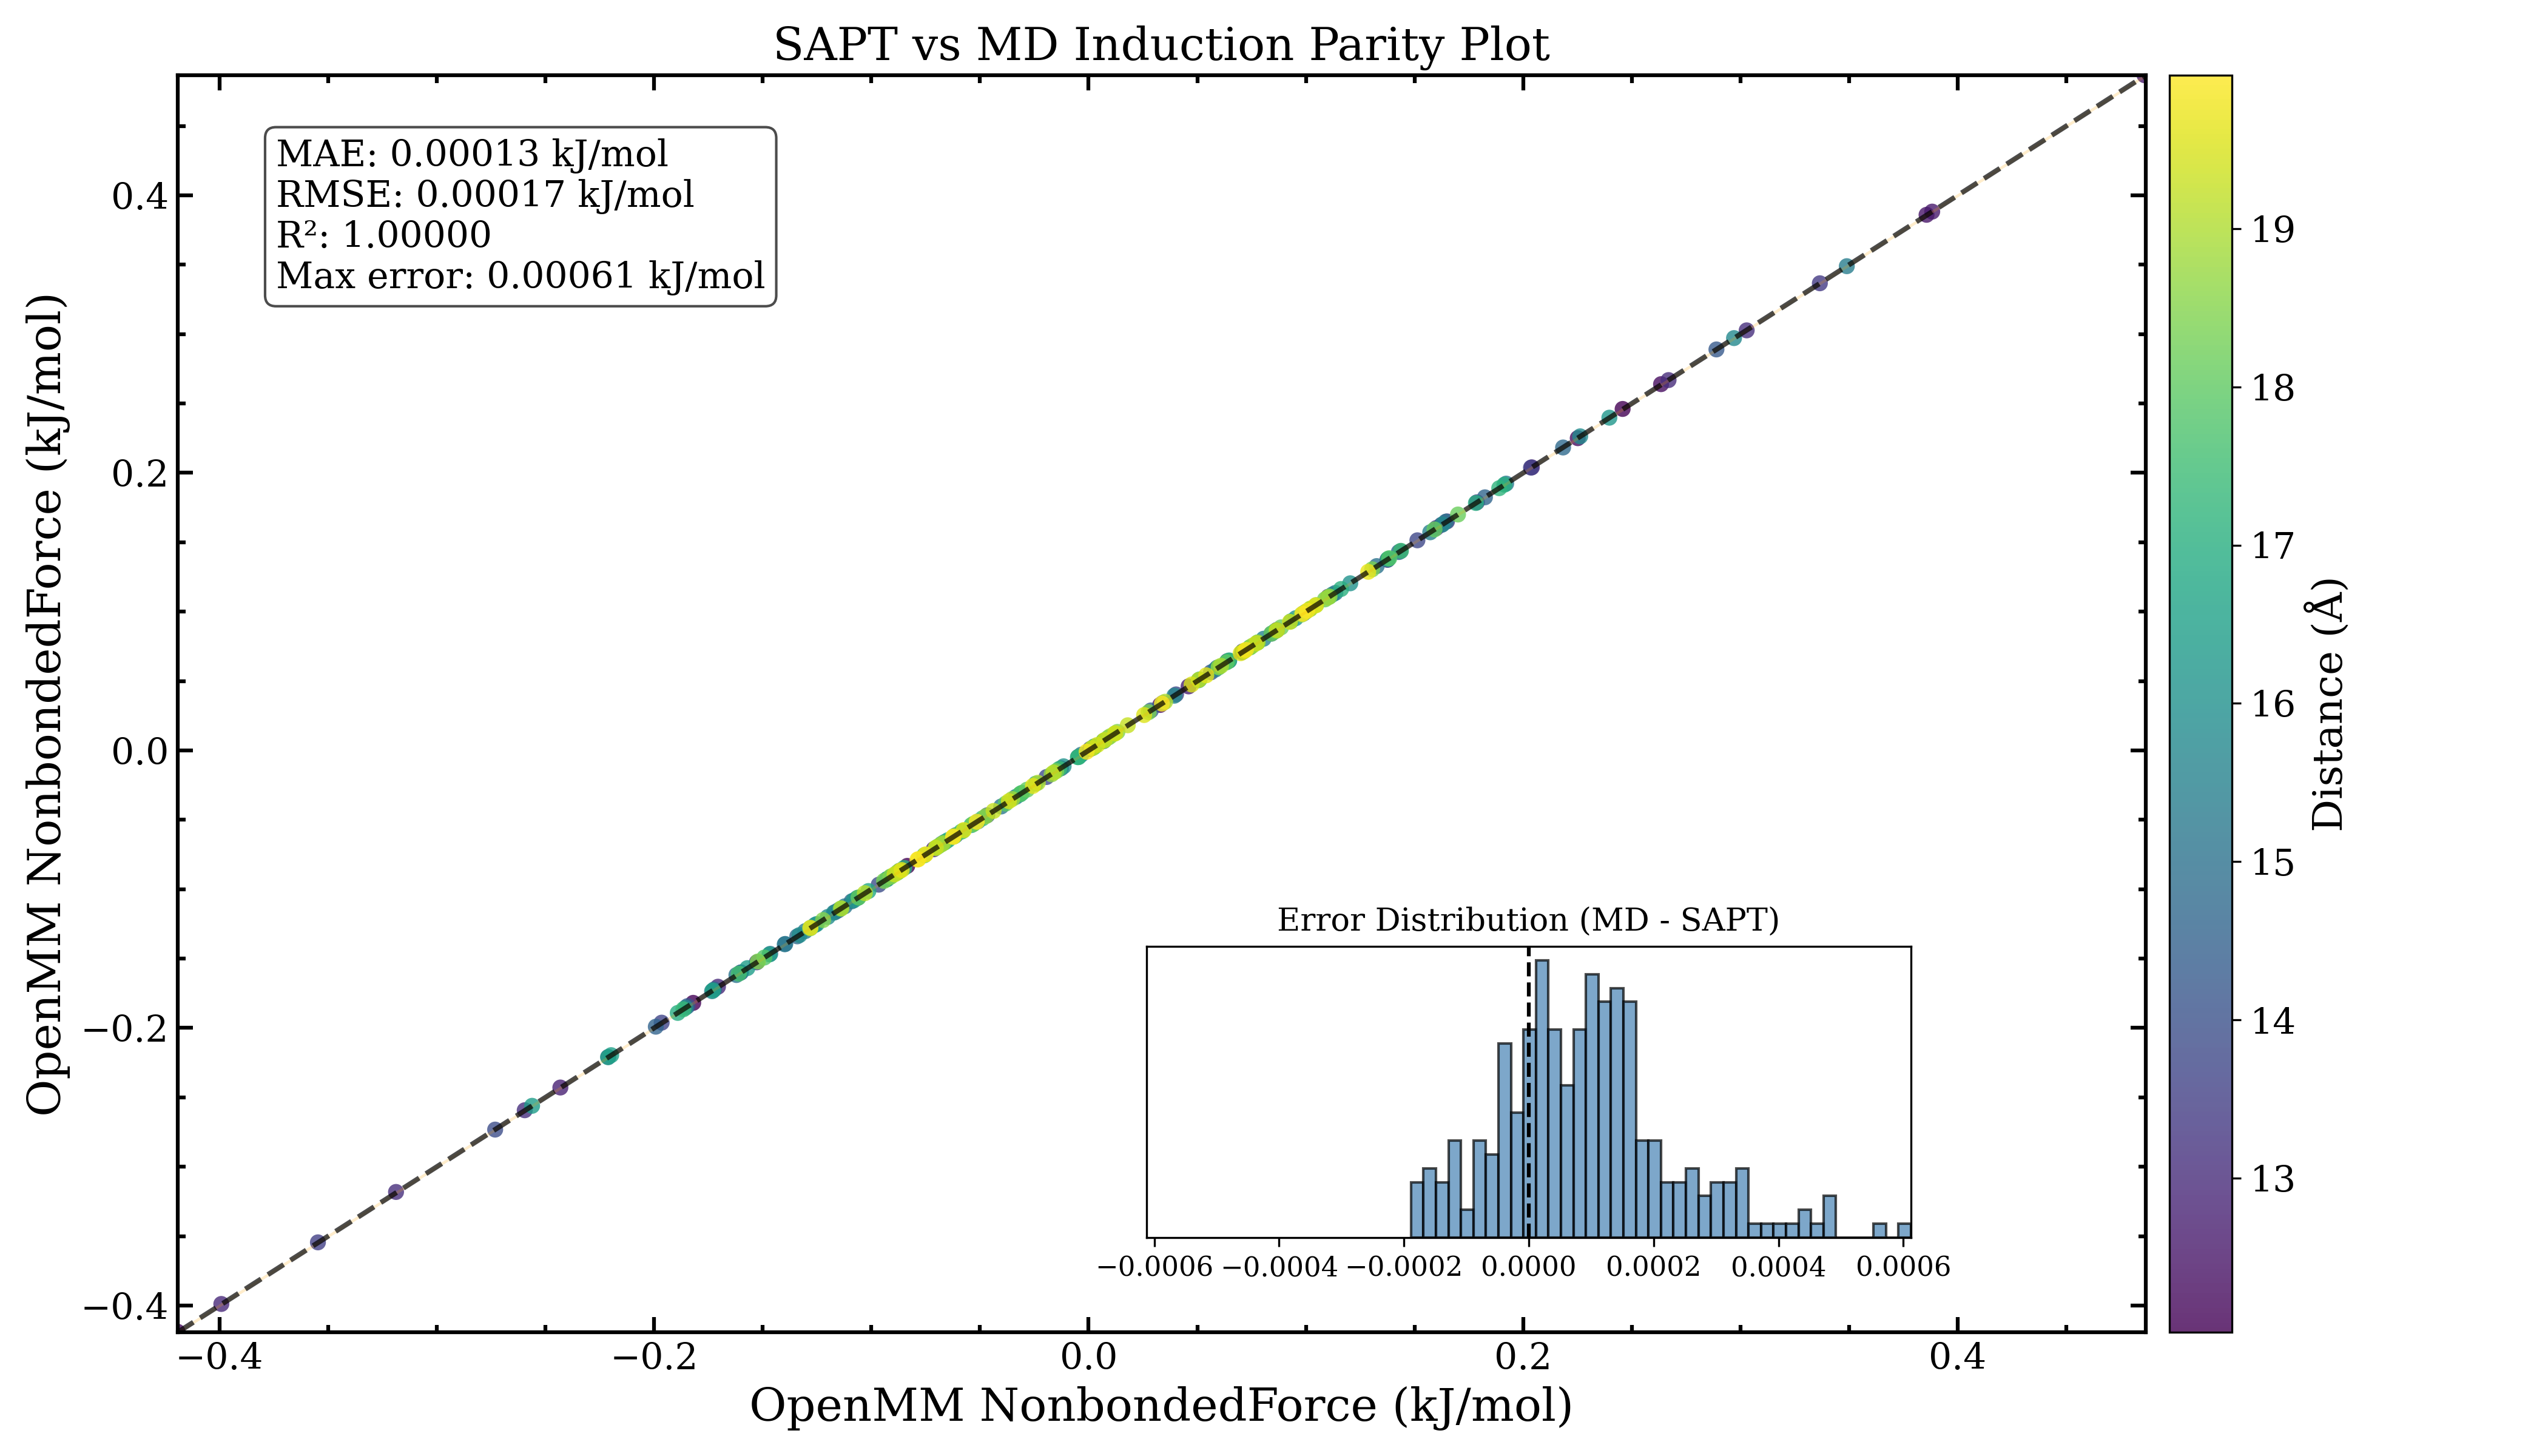 SAPT vs MD Induction Parity Plot
MAE: 0.00013 kJ/mol
RMSE: 0.00017 kJ/mol
R²: 1.00000
Max error: 0.00061 kJ/mol
OpenMM NonbondedForce (kJ/mol)
0.4
0.2
0.0
−0.2
−0.4
Error Distribution (MD - SAPT)
−0.0006 −0.0004 −0.0002 0.0000 0.0002 0.0004 0.0006
−0.4 −0.2 0.0 0.2 0.4
OpenMM NonbondedForce (kJ/mol)
19
18
17
16
15
14
13
Distance (Å)